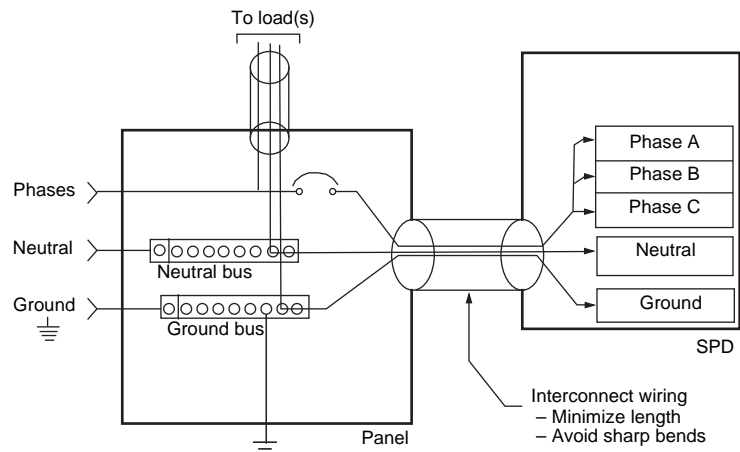 To load(s)
Phases
Neutral
Neutral bus
Ground
Ground bus
Panel
Phase A
Phase B
Phase C
Neutral
Ground
SPD
Interconnect wiring
– Minimize length
– Avoid sharp bends